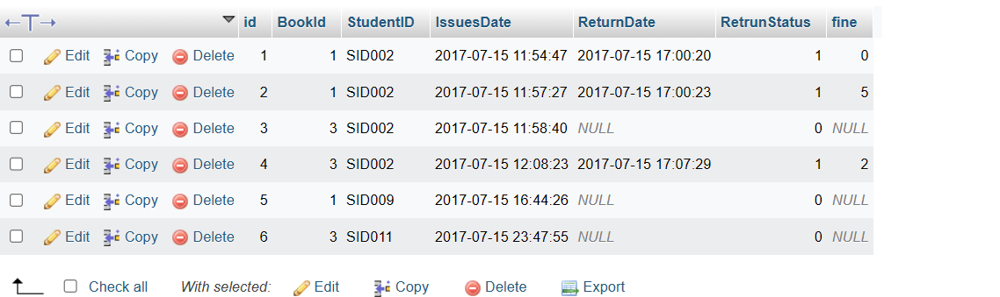 ←T→ id BookId StudentID IssuesDate ReturnDate RetrunStatus fine
Edit Copy Delete 1 1 SID002 2017-07-15 11:54:47 2017-07-15 17:00:20 1 0
Edit Copy Delete 2 1 SID002 2017-07-15 11:57:27 2017-07-15 17:00:23 1 5
Edit Copy Delete 3 3 SID002 2017-07-15 11:58:40 NULL 0 NULL
Edit Copy Delete 4 3 SID002 2017-07-15 12:08:23 2017-07-15 17:07:29 1 2
Edit Copy Delete 5 1 SID009 2017-07-15 16:44:26 NULL 0 NULL
Edit Copy Delete 6 3 SID011 2017-07-15 23:47:55 NULL 0 NULL
Check all With selected: Edit Copy Delete Export